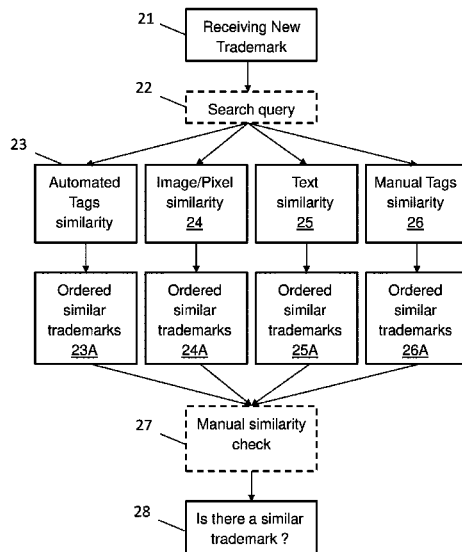 21
Receiving New
Trademark
22
Search query
23
Automated
Tags
similarity
Image/Pixel
similarity
24
Text
similarity
25
Manual Tags
similarity
26
Ordered
similar
trademarks
23A
Ordered
similar
trademarks
24A
Ordered
similar
trademarks
25A
Ordered
similar
trademarks
26A
27
Manual similarity
check
28
Is there a similar
trademark ?